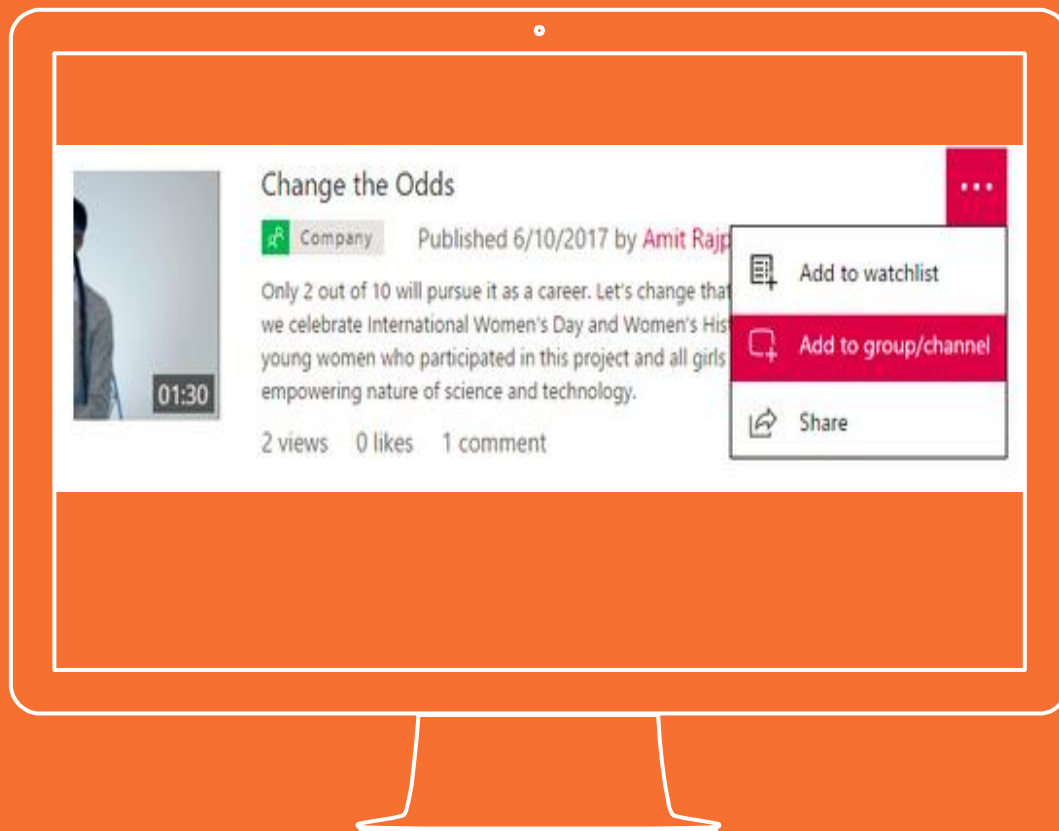 Change the Odds
...
Company Published 6/10/2017 by Amit Rajp
Only 2 out of 10 will pursue it as a career. Let's change that
we celebrate International Women's Day and Women's His
young women who participated in this project and all girls
empowering nature of science and technology.
01:30
2 views 0 likes 1 comment
Add to watchlist
Add to group/channel
Share